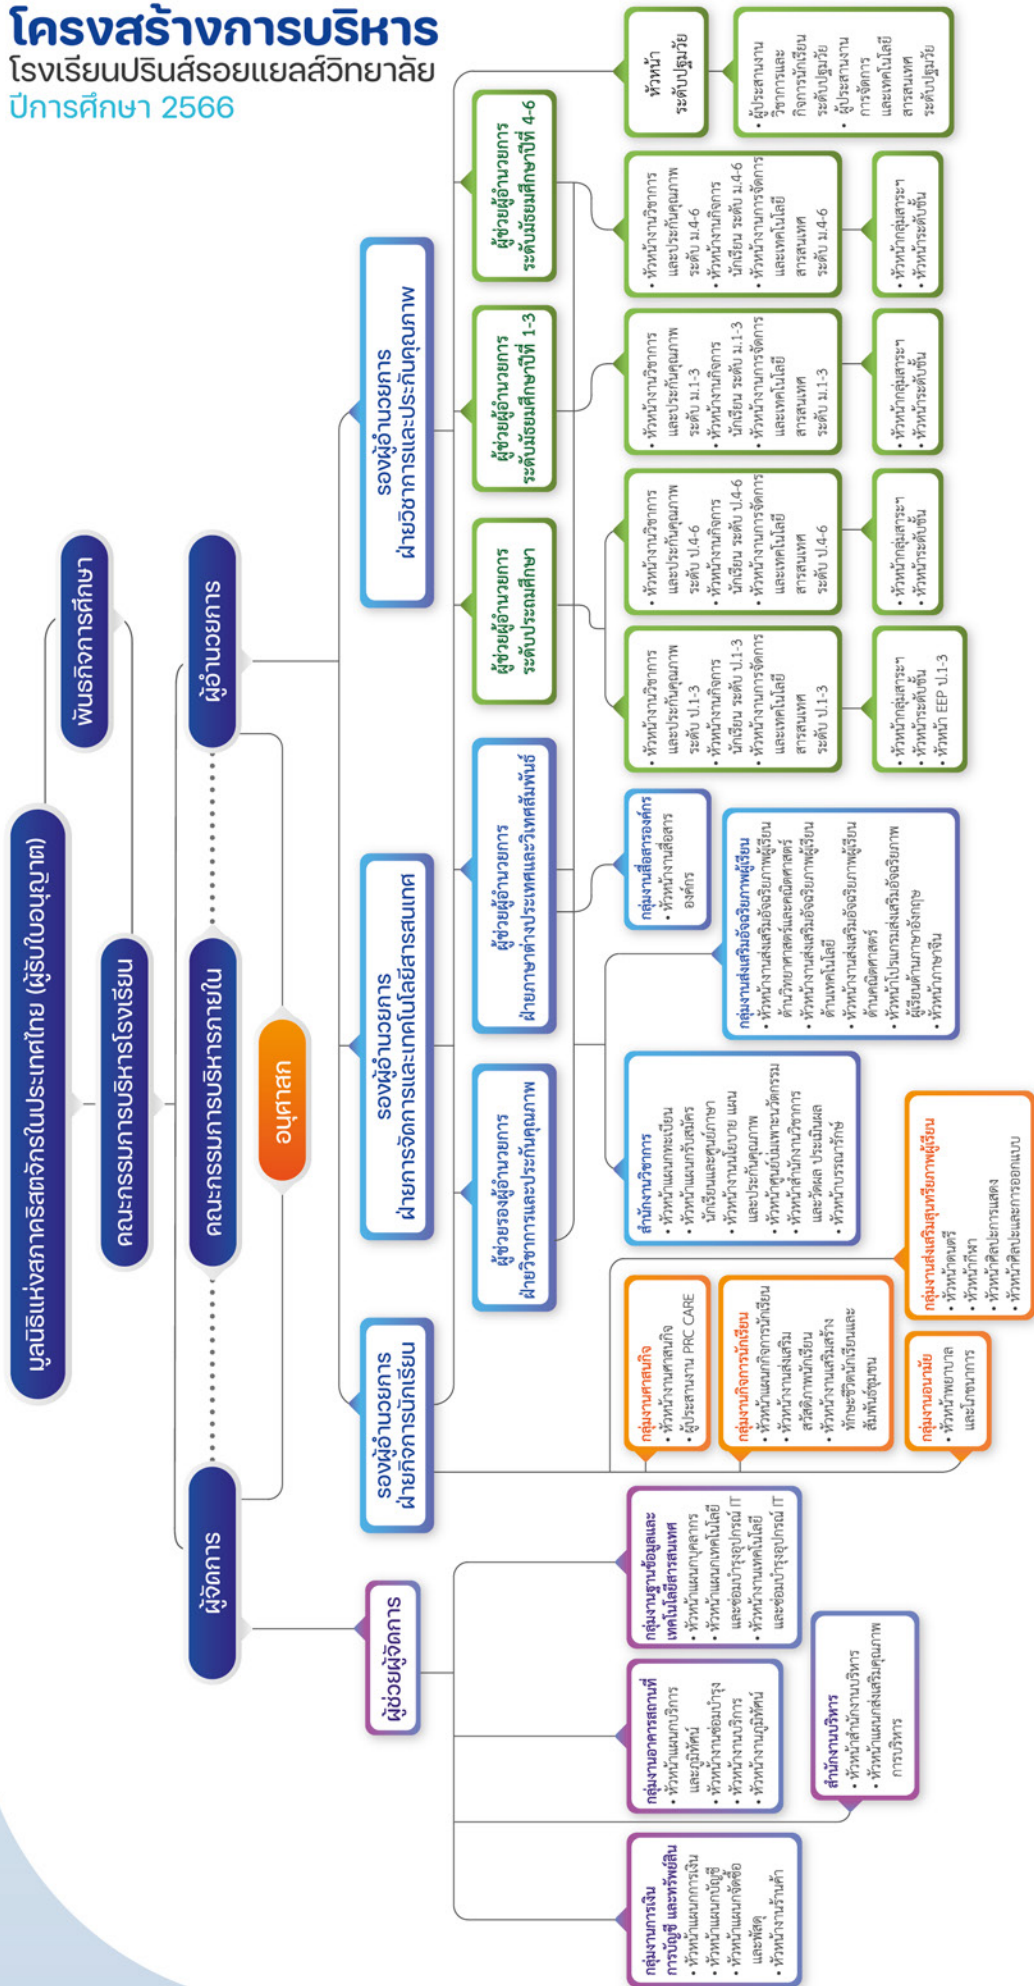 โครงสร้างการบริหาร
โรงเรียนปรินส์รอยแยลส์วิทยาลัย
ปีการศึกษา 2566
มูลนิธิแห่งสภาคริสตจักรในประเทศไทย (ผู้รับใบอนุญาต)
พันธกิจการศึกษา
คณะกรรมการบริหารโรงเรียน
ผู้จัดการ
คณะกรรมการบริหารภายใน
ผู้อำนวยการ
อนุศาสก
ผู้ช่วยผู้จัดการ
รองผู้อำนวยการ
ฝ่ายกิจการนักเรียน
รองผู้อำนวยการ
ฝ่ายการจัดการและเทคโนโลยีสารสนเทศ
รองผู้อำนวยการ
ฝ่ายวิชาการและประกันคุณภาพ
ผู้ช่วยรองผู้อำนวยการ
ฝ่ายวิชาการและประกันคุณภาพ
ผู้ช่วยผู้อำนวยการ
ฝ่ายภาษาต่างประเทศและวิเทศสัมพันธ์
ผู้ช่วยผู้อำนวยการ
ระดับประถมศึกษา
ผู้ช่วยผู้อำนวยการ
ระดับมัธยมศึกษาปีที่ 1-3
ผู้ช่วยผู้อำนวยการ
ระดับมัธยมศึกษาปีที่ 4-6
กลุ่มงานการเงิน
การบัญชี และทรัพย์สิน
• หัวหน้าแผนกการเงิน
• หัวหน้าแผนกบัญชี
• หัวหน้าแผนกจัดซื้อ
และพัสดุ
• หัวหน้างานร้านค้า
กลุ่มงานอาคารสถานที่
• หัวหน้าแผนกบริการ
และภูมิทัศน์
• หัวหน้างานซ่อมบำรุง
• หัวหน้างานบริการ
• หัวหน้างานภูมิทัศน์
กลุ่มงานฐานข้อมูลและ
เทคโนโลยีสารสนเทศ
• หัวหน้าแผนกบุคลากร
• หัวหน้าแผนกเทคโนโลยี
และซ่อมบำรุงอุปกรณ์ IT
• หัวหน้างานเทคโนโลยี
และซ่อมบำรุงอุปกรณ์ IT
สำนักงานบริหาร
• หัวหน้าสำนักงานบริหาร
• หัวหน้าแผนกส่งเสริมคุณภาพ
การบริหาร
กลุ่มงานศาสนกิจ
• หัวหน้างานศาสนกิจ
• ผู้ประสานงาน PRC CARE
กลุ่มงานกิจการนักเรียน
• หัวหน้าแผนกกิจการนักเรียน
• หัวหน้างานส่งเสริม
สวัสดิภาพนักเรียน
• หัวหน้างานเสริมสร้าง
ทักษะชีวิตนักเรียนและ
สัมพันธ์ชุมชน
กลุ่มงานอนามัย
• หัวหน้าพยาบาล
และโภชนาการ
กลุ่มงานส่งเสริมสุนทรียภาพผู้เรียน
• หัวหน้าดนตรี
• หัวหน้ากีฬา
• หัวหน้าศิลปะการแสดง
• หัวหน้าศิลปะและการออกแบบ
สำนักงานวิชาการ
• หัวหน้าแผนกทะเบียน
• หัวหน้าแผนกรับสมัคร
นักเรียนและศูนย์ภาษา
• หัวหน้างานนโยบาย แผน
และประกันคุณภาพ
• หัวหน้าศูนย์บ่มเพาะนวัตกรรม
• หัวหน้าสำนักงานวิชาการ
และวัดผล ประเมินผล
• หัวหน้าบรรณารักษ์
กลุ่มงานสื่อสารองค์กร
• หัวหน้างานสื่อสาร
องค์กร
กลุ่มงานส่งเสริมอัจฉริยภาพผู้เรียน
• หัวหน้างานส่งเสริมอัจฉริยภาพผู้เรียน
ด้านวิทยาศาสตร์และคณิตศาสตร์
• หัวหน้างานส่งเสริมอัจฉริยภาพผู้เรียน
ด้านเทคโนโลยี
• หัวหน้างานส่งเสริมอัจฉริยภาพผู้เรียน
ด้านคณิตศาสตร์
• หัวหน้าโปรแกรมส่งเสริมอัจฉริยภาพ
ผู้เรียนด้านภาษาอังกฤษ
• หัวหน้าภาษาจีน
• หัวหน้างานวิชาการ
และประกันคุณภาพ
ระดับ ป.1-3
• หัวหน้างานกิจการ
นักเรียน ระดับ ป.1-3
• หัวหน้างานการจัดการ
และเทคโนโลยี
สารสนเทศ
ระดับ ป.1-3
• หัวหน้ากลุ่มสาระฯ
• หัวหน้าระดับชั้น
• หัวหน้า EEP ป.1-3
• หัวหน้างานวิชาการ
และประกันคุณภาพ
ระดับ ป.4-6
• หัวหน้างานกิจการ
นักเรียน ระดับ ป.4-6
• หัวหน้างานการจัดการ
และเทคโนโลยี
สารสนเทศ
ระดับ ป.4-6
• หัวหน้ากลุ่มสาระฯ
• หัวหน้าระดับชั้น
• หัวหน้างานวิชาการ
และประกันคุณภาพ
ระดับ ม.1-3
• หัวหน้างานกิจการ
นักเรียน ระดับ ม.1-3
• หัวหน้างานการจัดการ
และเทคโนโลยี
สารสนเทศ
ระดับ ม.1-3
• หัวหน้ากลุ่มสาระฯ
• หัวหน้าระดับชั้น
• หัวหน้างานวิชาการ
และประกันคุณภาพ
ระดับ ม.4-6
• หัวหน้างานกิจการ
นักเรียน ระดับ ม.4-6
• หัวหน้างานการจัดการ
และเทคโนโลยี
สารสนเทศ
ระดับ ม.4-6
• หัวหน้ากลุ่มสาระฯ
• หัวหน้าระดับชั้น
หัวหน้า
ระดับปฐมวัย
• ผู้ประสานงาน
วิชาการและ
กิจการนักเรียน
ระดับปฐมวัย
• ผู้ประสานงาน
การจัดการ
และเทคโนโลยี
สารสนเทศ
ระดับปฐมวัย